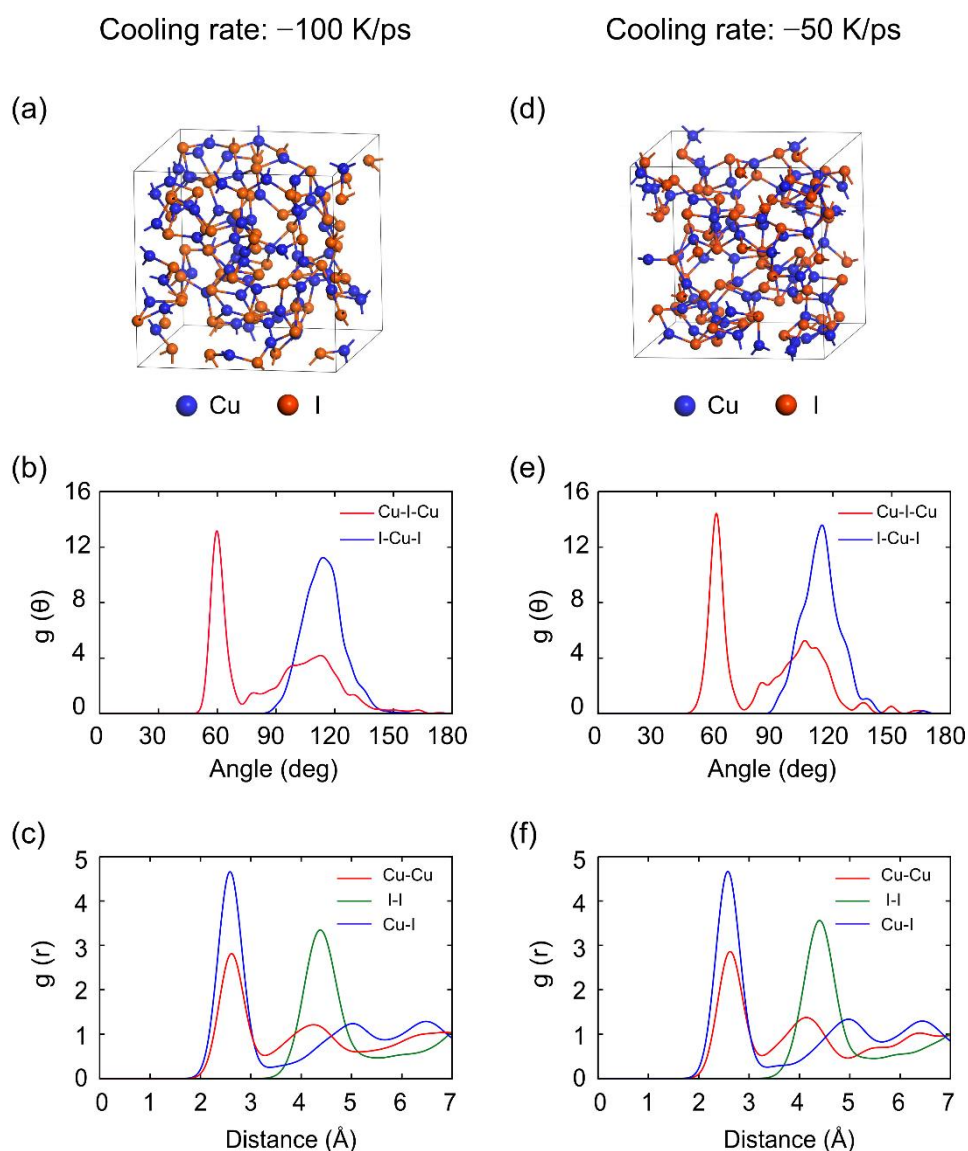 Cooling rate: −100 K/ps
Cooling rate: −50 K/ps
(a)
(d)
Cu I
Cu I
(b)
16
12
8
4
0
g (θ)
Cu-I-Cu
I-Cu-I
0 30 60 90 120 150 180
Angle (deg)
(e)
16
12
8
4
0
g (θ)
Cu-I-Cu
I-Cu-I
0 30 60 90 120 150 180
Angle (deg)
(c)
5
4
3
2
1
0
g (r)
Cu-Cu
I-I
Cu-I
0 1 2 3 4 5 6 7
Distance (Å)
(f)
5
4
3
2
1
0
g (r)
Cu-Cu
I-I
Cu-I
0 1 2 3 4 5 6 7
Distance (Å)